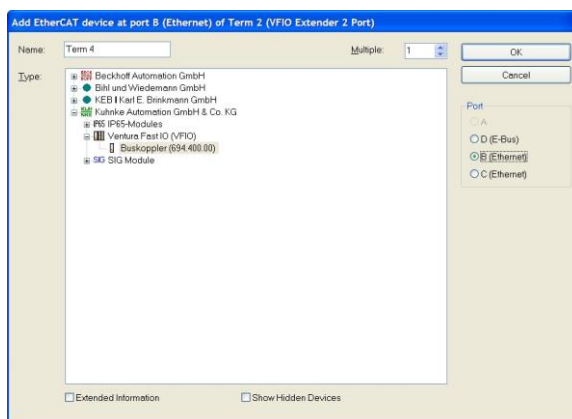 Add EtherCAT device at port B (Ethernet) of Term 2 (VFIO Extender 2 Port)
Name: Term 4 Multiple: 1 OK
Cancel
Type:
Beckhoff Automation GmbH
Bihl und Wiedemann GmbH
KEB | Karl E. Brinkmann GmbH
Kuhnke Automation GmbH & Co. KG
IP65 IP65-Modules
Ventura Fast IO (VFIO)
Buskoppler (694.400.00)
SIG SIG Module
Port
A
D (E-Bus)
B (Ethernet)
C (Ethernet)
Extended Information Show Hidden Devices